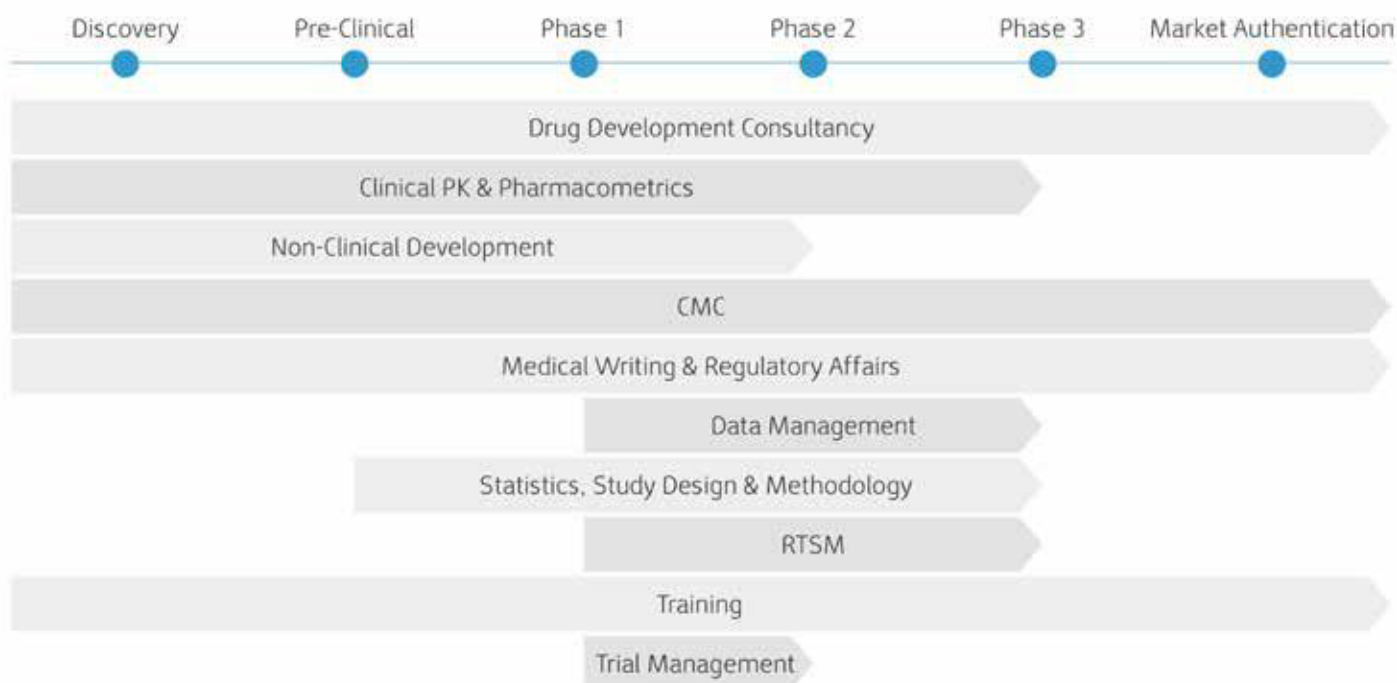 Discovery Pre-Clinical Phase 1 Phase 2 Phase 3 Market Authentication
Drug Development Consultancy
Clinical PK & Pharmacometrics
Non-Clinical Development
CMC
Medical Writing & Regulatory Affairs
Data Management
Statistics, Study Design & Methodology
RTSM
Training
Trial Management